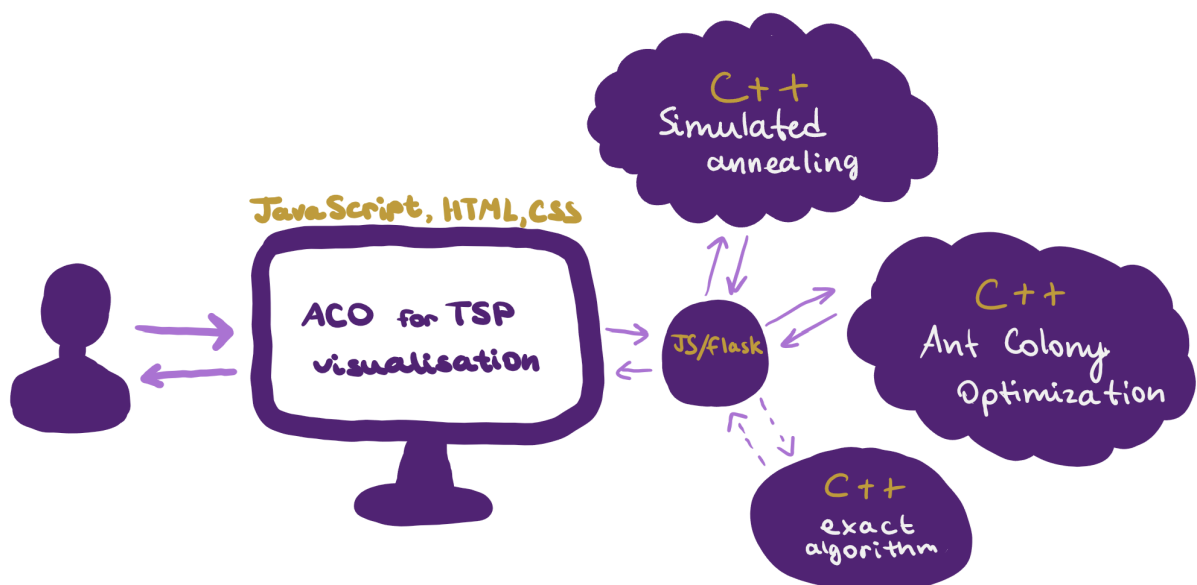 JavaScript, HTML, CSS
ACO for TSP
visualisation
JS/flask
C++
Simulated
annealing
C++
Ant Colony
Optimization
C++
exact
algorithm